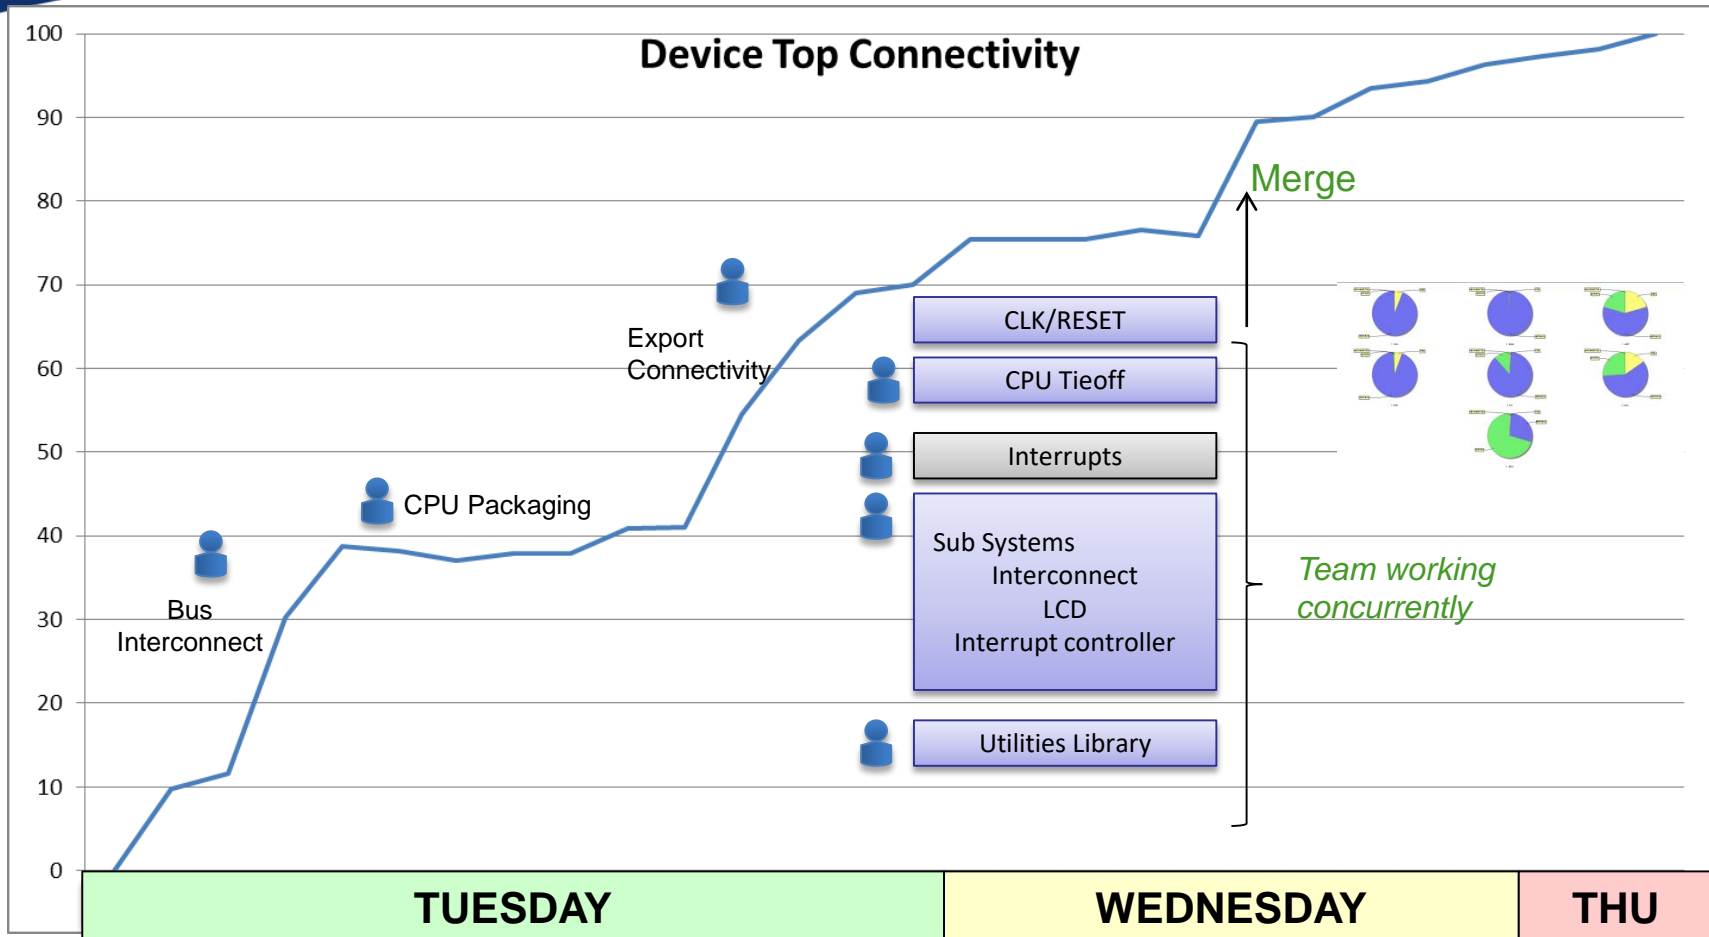 Device Top Connectivity
100
90
80
70
60
50
40
30
20
10
0
Merge
Export
Connectivity
CPU Packaging
Bus
Interconnect
CLK/RESET
CPU Tieoff
Interrupts
Sub Systems
Interconnect
LCD
Interrupt controller
Utilities Library
Team working
concurrently
TUESDAY
WEDNESDAY
THU